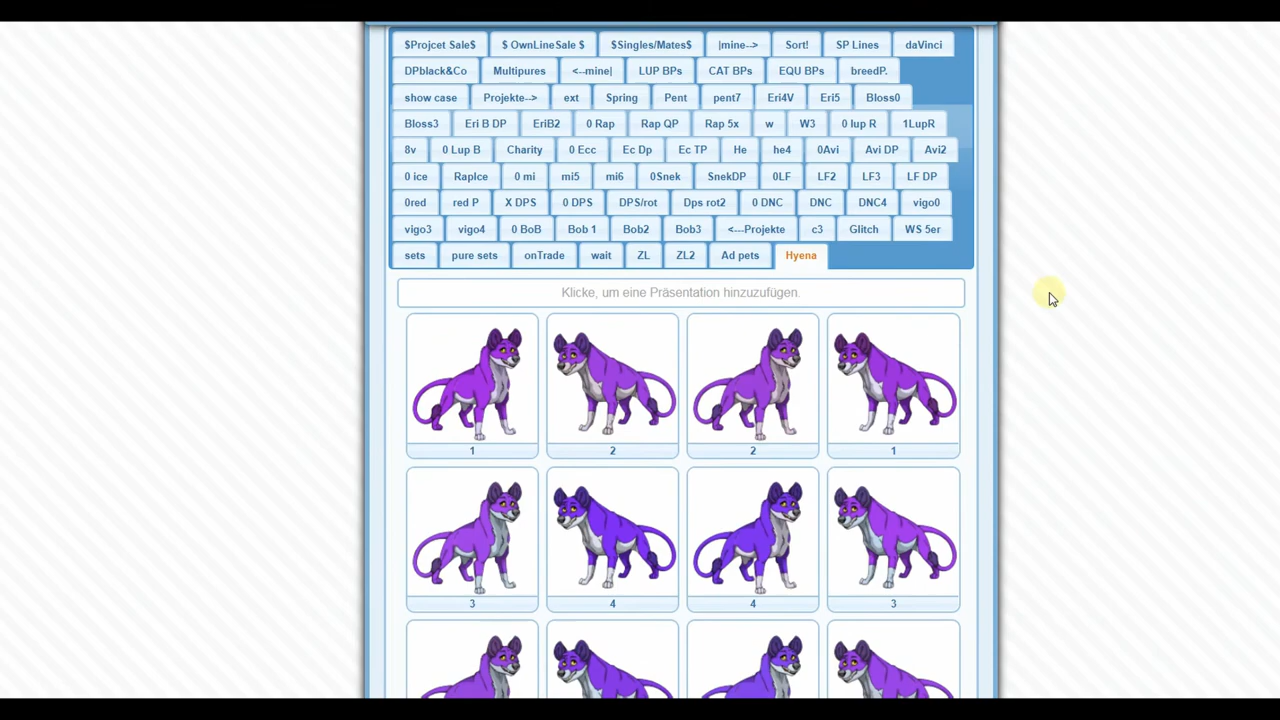 $Projcet Sale$ $ OwnLineSale $ $Singles/Mates$ |mine--> Sort! SP Lines daVinci
DPblack&Co Multipures <--mine| LUP BPs CAT BPs EQU BPs breedP.
show case Projekte--> ext Spring Pent pent7 Eri4V Eri5 Bloss0
Bloss3 Eri B DP EriB2 0 Rap Rap QP Rap 5x w W3 0 lup R 1LupR
8v 0 Lup B Charity 0 Ecc Ec Dp Ec TP He he4 0Avi Avi DP Avi2
0 ice RapIce 0 mi mi5 mi6 0Snek SnekDP 0LF LF2 LF3 LF DP
0red red P X DPS 0 DPS DPS/rot Dps rot2 0 DNC DNC DNC4 vigo0
vigo3 vigo4 0 BoB Bob 1 Bob2 Bob3 <---Projekte c3 Glitch WS 5er
sets pure sets onTrade wait ZL ZL2 Ad pets Hyena
Klicke, um eine Präsentation hinzuzufügen.
1 2 2 1
3 4 4 3